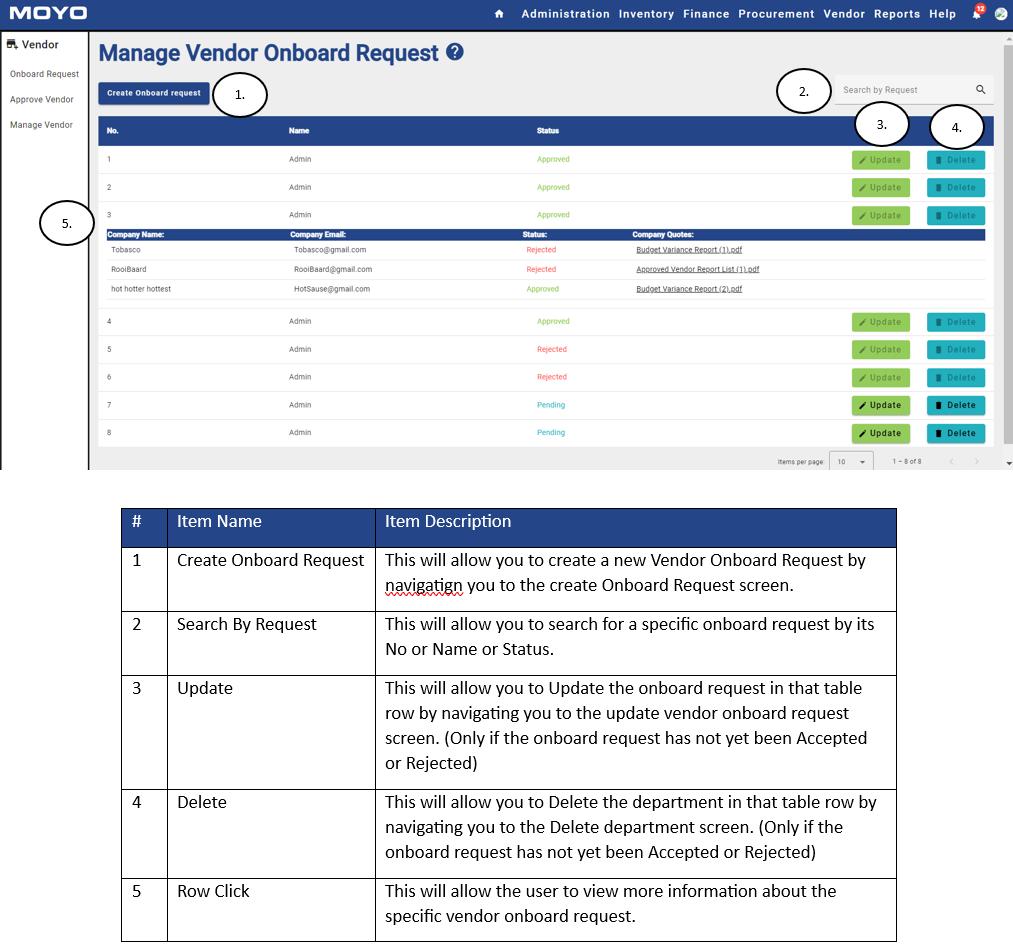 MOYO
Administration Inventory Finance Procurement Vendor Reports Help 12
Vendor
Onboard Request
Approve Vendor
Manage Vendor
Manage Vendor Onboard Request ?
Create Onboard request
1.
2.
Search by Request
3.
4.
No. Name Status
1 Admin Approved Update Delete
2 Admin Approved Update Delete
3 Admin Approved Update Delete
5.
Company Name: Company Email: Status: Company Quotes:
Tobasco Tobasco@gmail.com Rejected Budget Variance Report (1).pdf
RooiBaard RooiBaard@gmail.com Rejected Approved Vendor Report List (1).pdf
hot hotter hottest HotSause@gmail.com Approved Budget Variance Report (2).pdf
4 Admin Approved Update Delete
5 Admin Rejected Update Delete
6 Admin Rejected Update Delete
7 Admin Pending Update Delete
8 Admin Pending Update Delete
Items per page: 10 1 – 8 of 8
# Item Name Item Description
1 Create Onboard Request This will allow you to create a new Vendor Onboard Request by
navigatign you to the create Onboard Request screen.
2 Search By Request This will allow you to search for a specific onboard request by its
No or Name or Status.
3 Update This will allow you to Update the onboard request in that table
row by navigating you to the update vendor onboard request
screen. (Only if the onboard request has not yet been Accepted
or Rejected)
4 Delete This will allow you to Delete the department in that table row by
navigating you to the Delete department screen. (Only if the
onboard request has not yet been Accepted or Rejected)
5 Row Click This will allow the user to view more information about the
specific vendor onboard request.